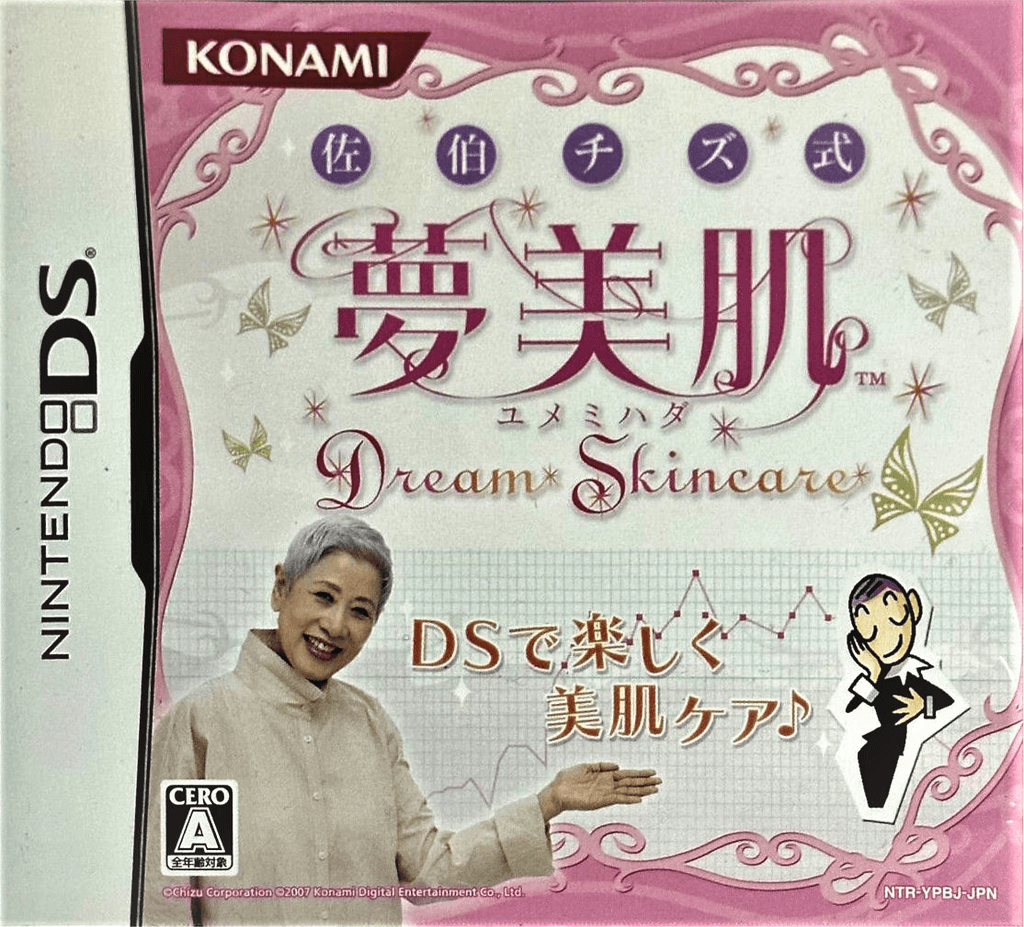 NINTENDO DS®
KONAMI
佐伯チズ式
夢美肌™
ユメミハダ
Dream Skincare
DSで楽しく
美肌ケア♪
CERO
A
全年齢対象
©Chizu Corporation ©2007 Konami Digital Entertainment Co., Ltd.
NTR-YPBJ-JPN